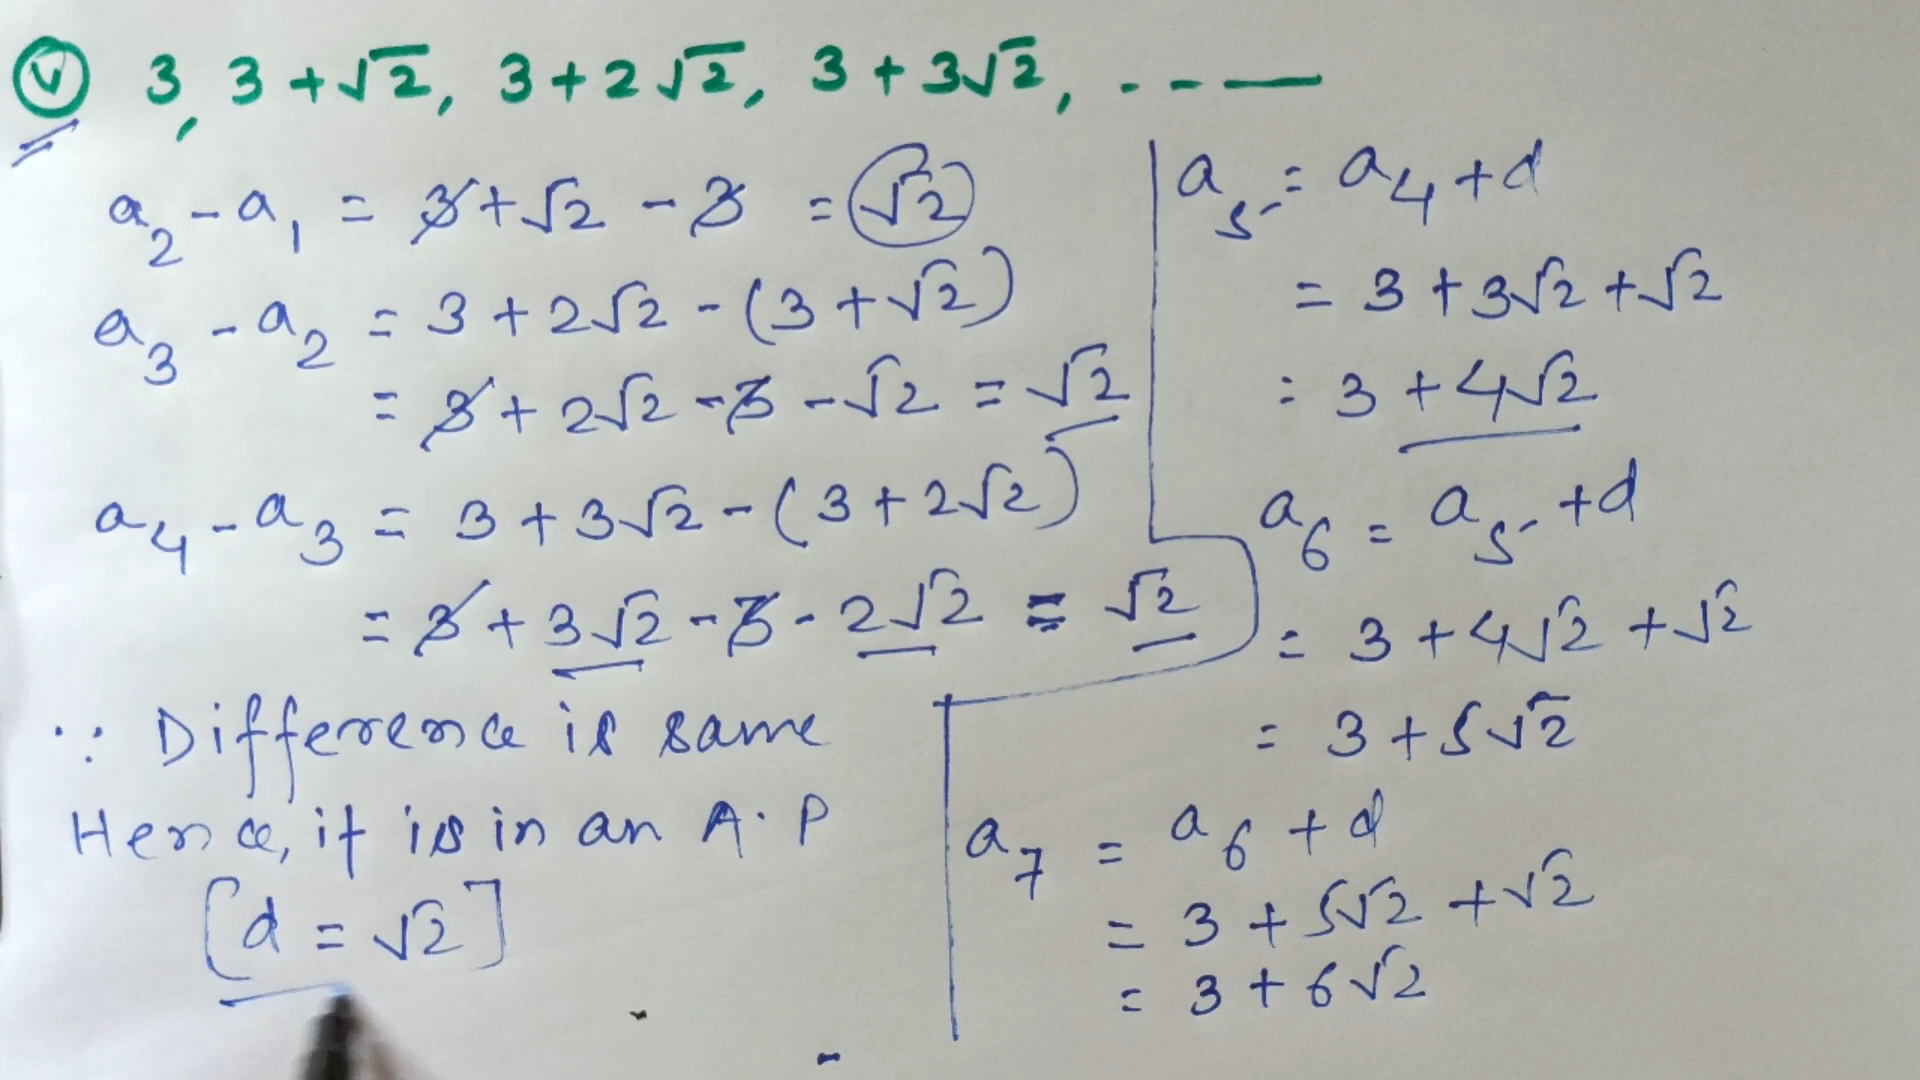 (v) 3, 3+√2, 3+2√2, 3+3√2, ----
a₂-a₁ = 3+√2-3 = √2
a₃-a₂ = 3+2√2-(3+√2)
= 3+2√2-3-√2 = √2
a₄-a₃ = 3+3√2-(3+2√2)
= 3+3√2-3-2√2 = √2
∵ Difference is same
Hence, it is in an A.P
[d = √2]
a₅ = a₄+d
= 3+3√2+√2
= 3+4√2
a₆ = a₅+d
= 3+4√2+√2
= 3+5√2
a₇ = a₆+d
= 3+5√2+√2
= 3+6√2